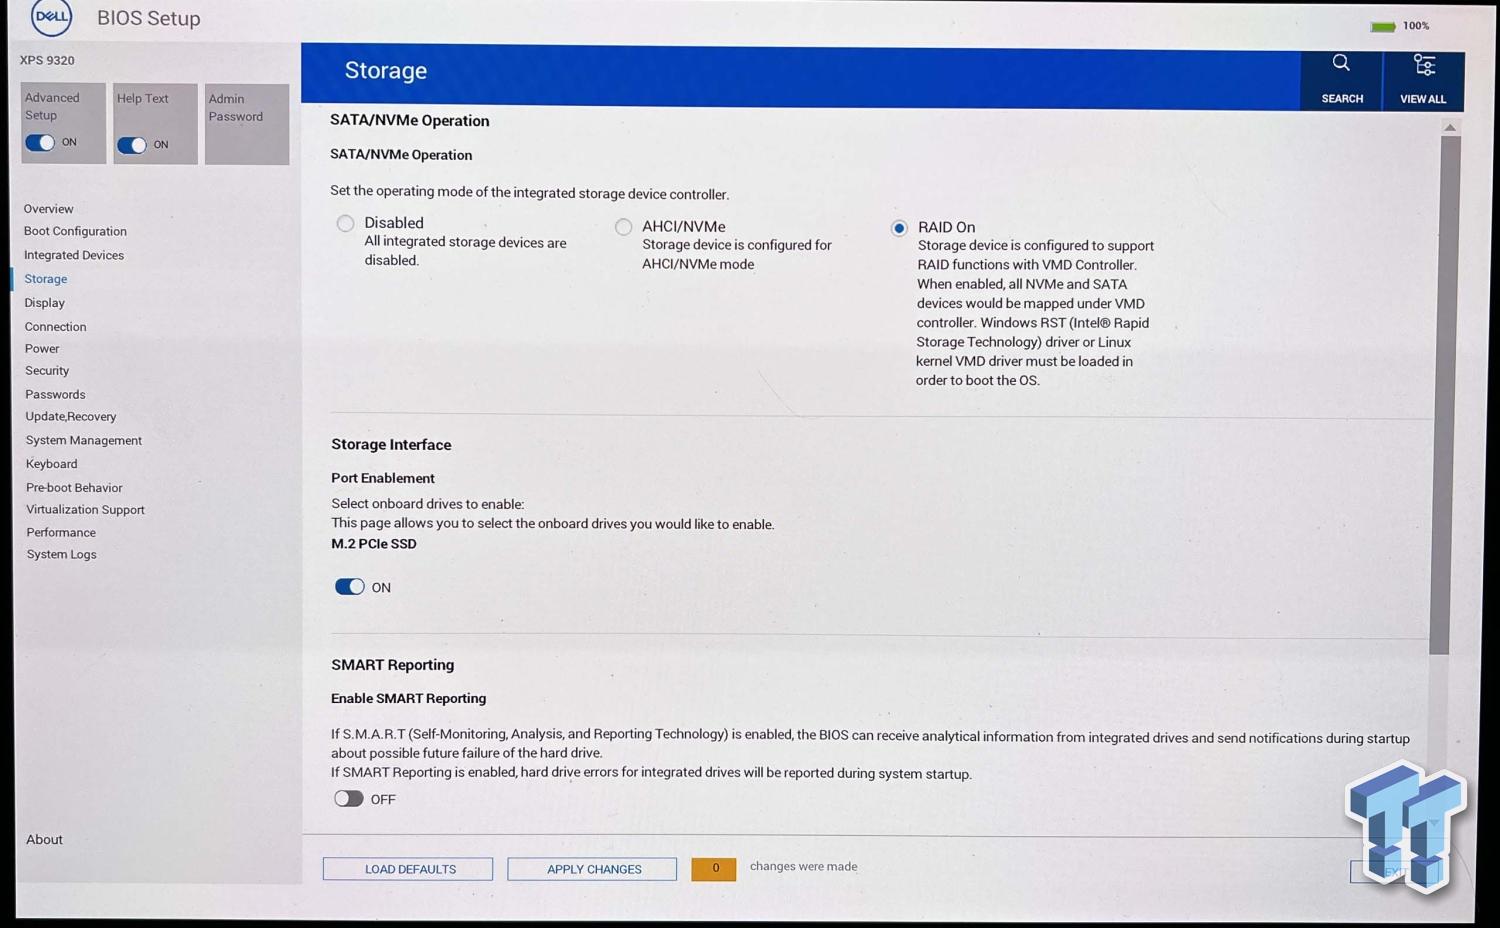 DELL
BIOS Setup
100%
XPS 9320
Advanced
Setup
ON
Help Text
ON
Admin
Password
Overview
Boot Configuration
Integrated Devices
Storage
Display
Connection
Power
Security
Passwords
Update,Recovery
System Management
Keyboard
Pre-boot Behavior
Virtualization Support
Performance
System Logs
About
Storage
SEARCH
VIEW ALL
SATA/NVMe Operation
SATA/NVMe Operation
Set the operating mode of the integrated storage device controller.
Disabled
All integrated storage devices are
disabled.
AHCI/NVMe
Storage device is configured for
AHCI/NVMe mode
RAID On
Storage device is configured to support
RAID functions with VMD Controller.
When enabled, all NVMe and SATA
devices would be mapped under VMD
controller. Windows RST (Intel® Rapid
Storage Technology) driver or Linux
kernel VMD driver must be loaded in
order to boot the OS.
Storage Interface
Port Enablement
Select onboard drives to enable:
This page allows you to select the onboard drives you would like to enable.
M.2 PCIe SSD
ON
SMART Reporting
Enable SMART Reporting
If S.M.A.R.T (Self-Monitoring, Analysis, and Reporting Technology) is enabled, the BIOS can receive analytical information from integrated drives and send notifications during startup
about possible future failure of the hard drive.
If SMART Reporting is enabled, hard drive errors for integrated drives will be reported during system startup.
OFF
LOAD DEFAULTS
APPLY CHANGES
0
changes were made